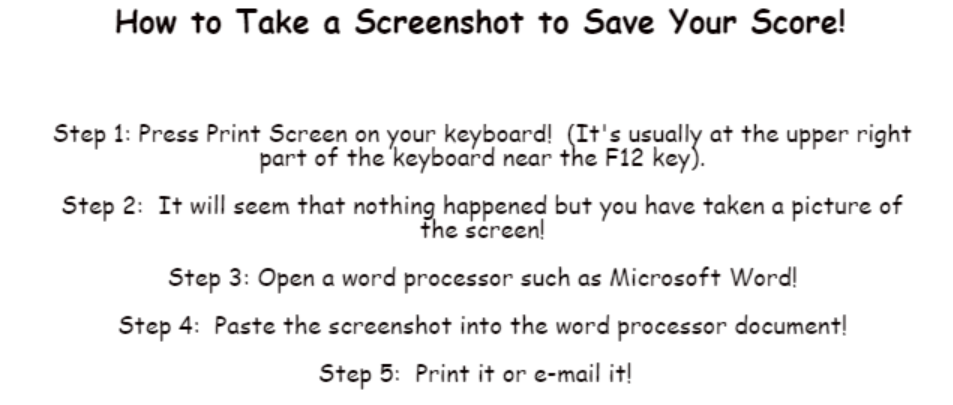 How to Take a Screenshot to Save Your Score!
Step 1: Press Print Screen on your keyboard!  (It's usually at the upper right
part of the keyboard near the F12 key).
Step 2:  It will seem that nothing happened but you have taken a picture of
the screen!
Step 3: Open a word processor such as Microsoft Word!
Step 4:  Paste the screenshot into the word processor document!
Step 5:  Print it or e-mail it!